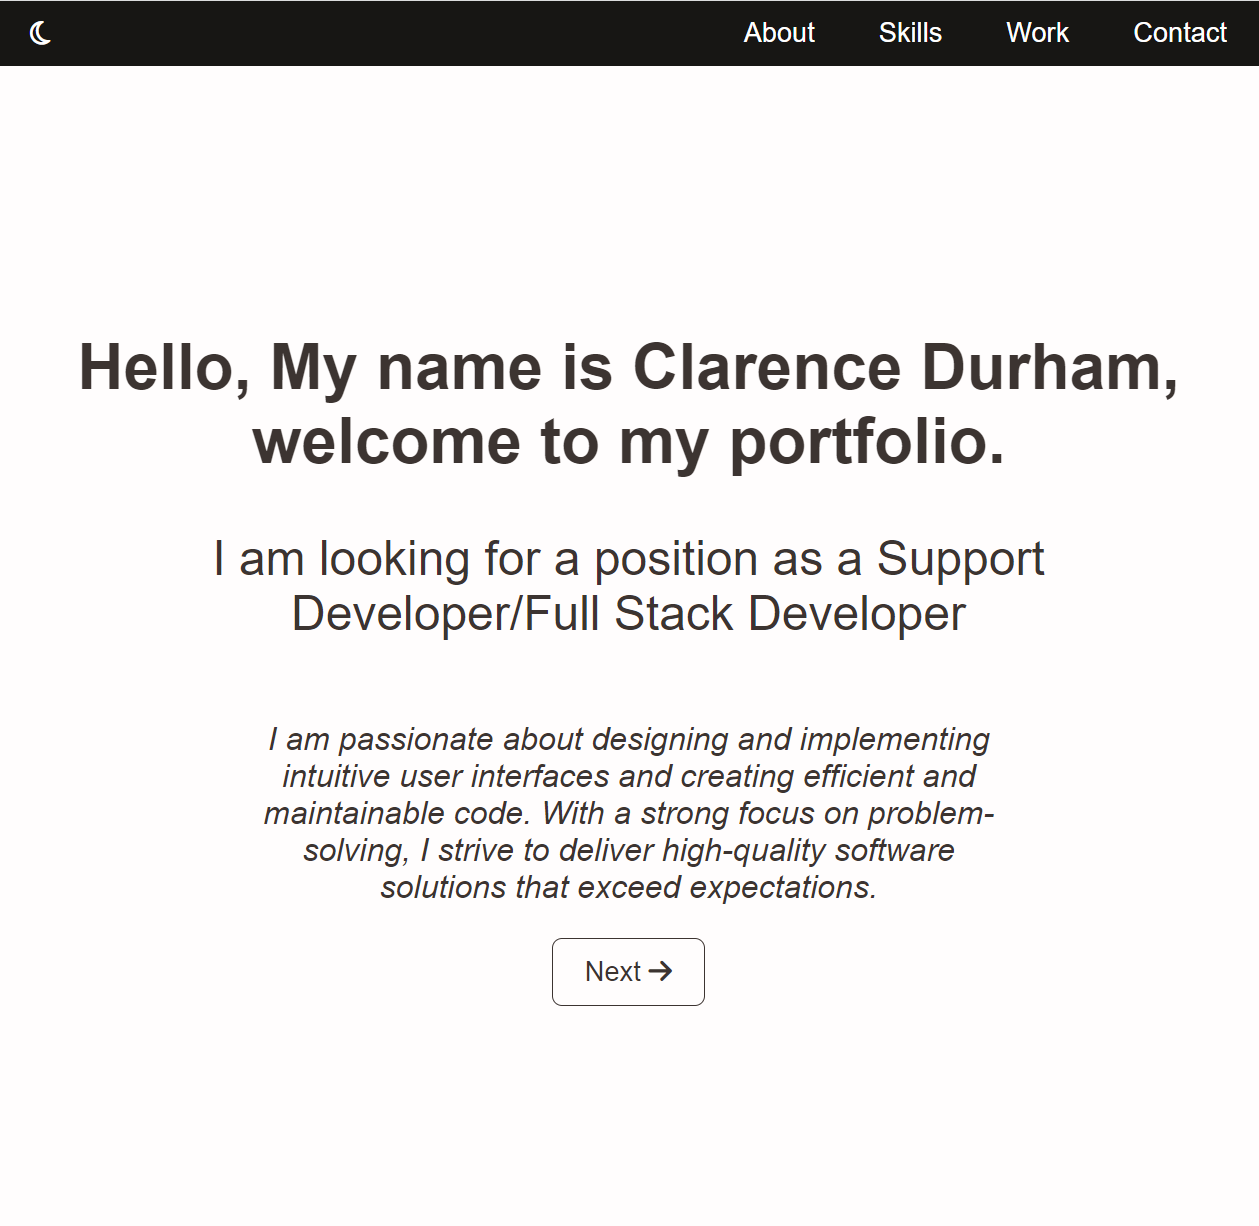 About Skills Work Contact
Hello, My name is Clarence Durham,
welcome to my portfolio.
I am looking for a position as a Support
Developer/Full Stack Developer
I am passionate about designing and implementing
intuitive user interfaces and creating efficient and
maintainable code. With a strong focus on problem-
solving, I strive to deliver high-quality software
solutions that exceed expectations.
Next